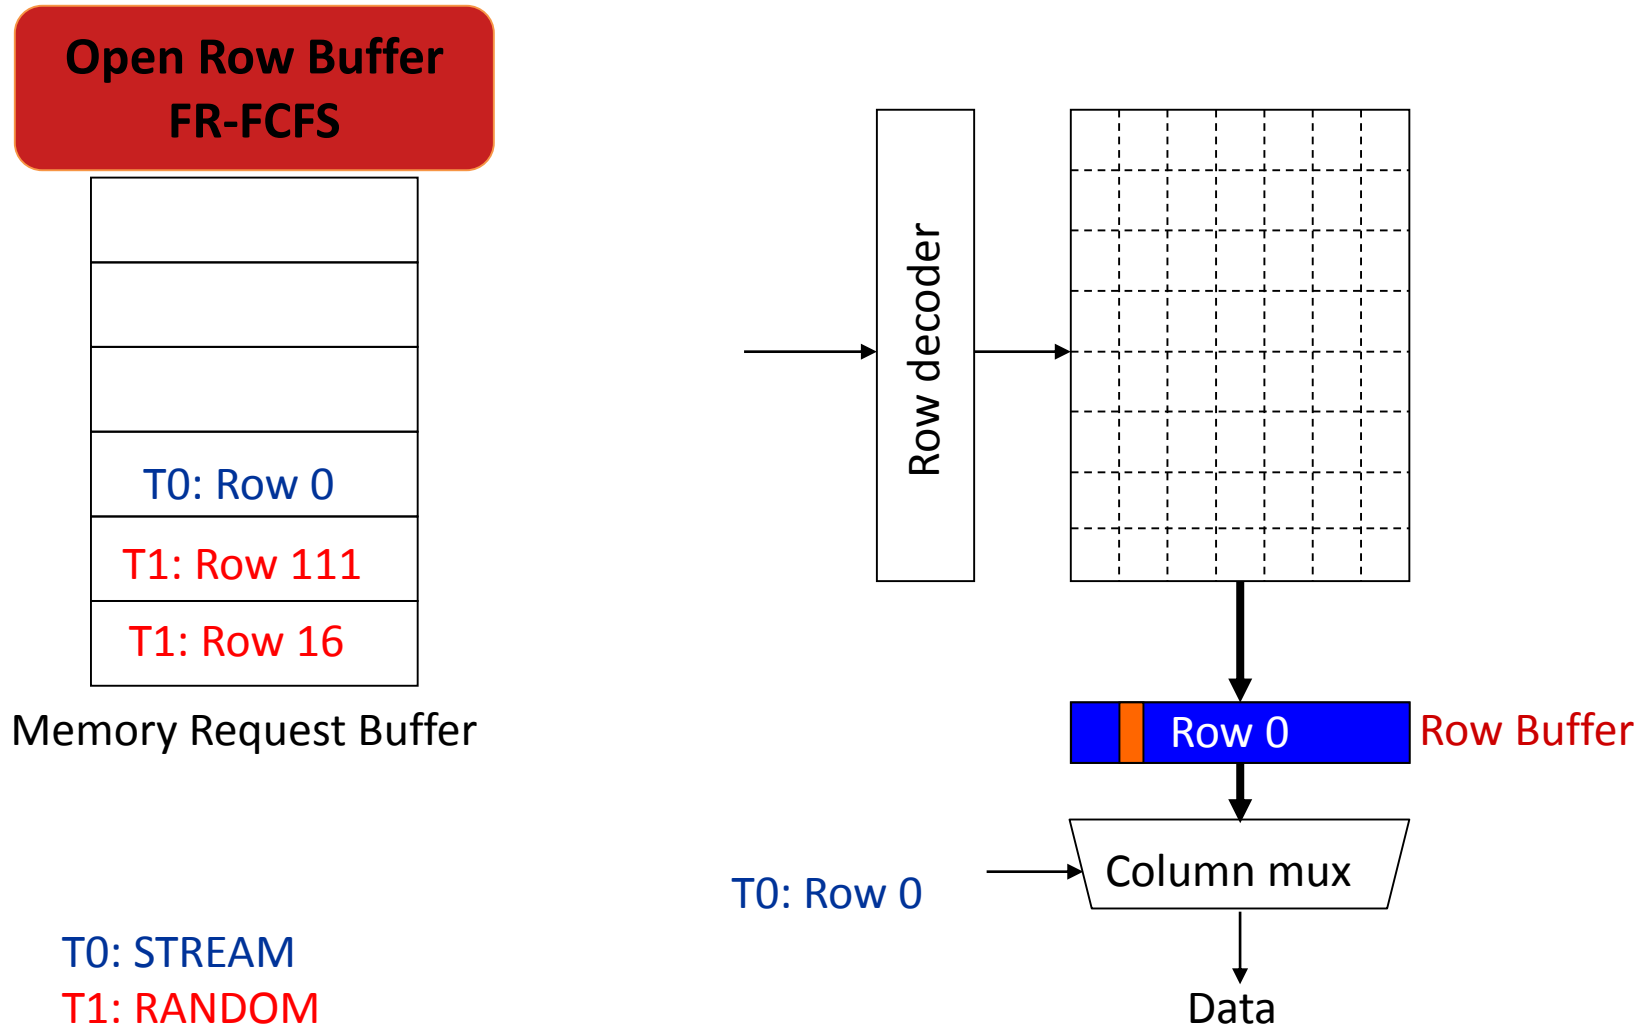 Open Row Buffer
FR-FCFS
T0: Row 0
T1: Row 111
T1: Row 16
Memory Request Buffer
T0: STREAM
T1: RANDOM
Row decoder
Row 0
Row Buffer
Column mux
T0: Row 0
Data